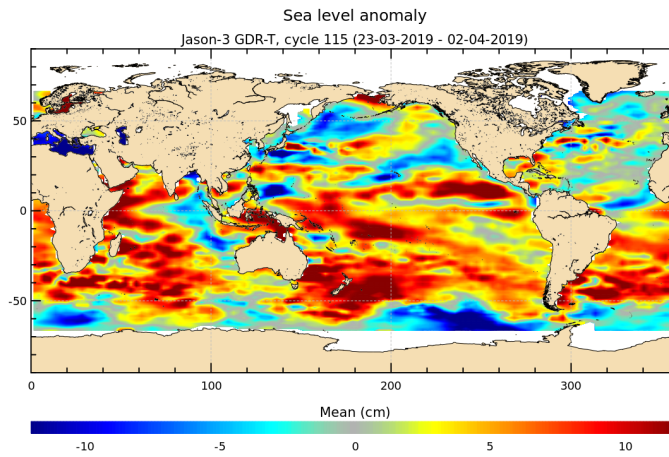 Sea level anomaly
Jason-3 GDR-T, cycle 115 (23-03-2019 - 02-04-2019)
50
0
-50
0 100 200 300
Mean (cm)
-10 -5 0 5 10